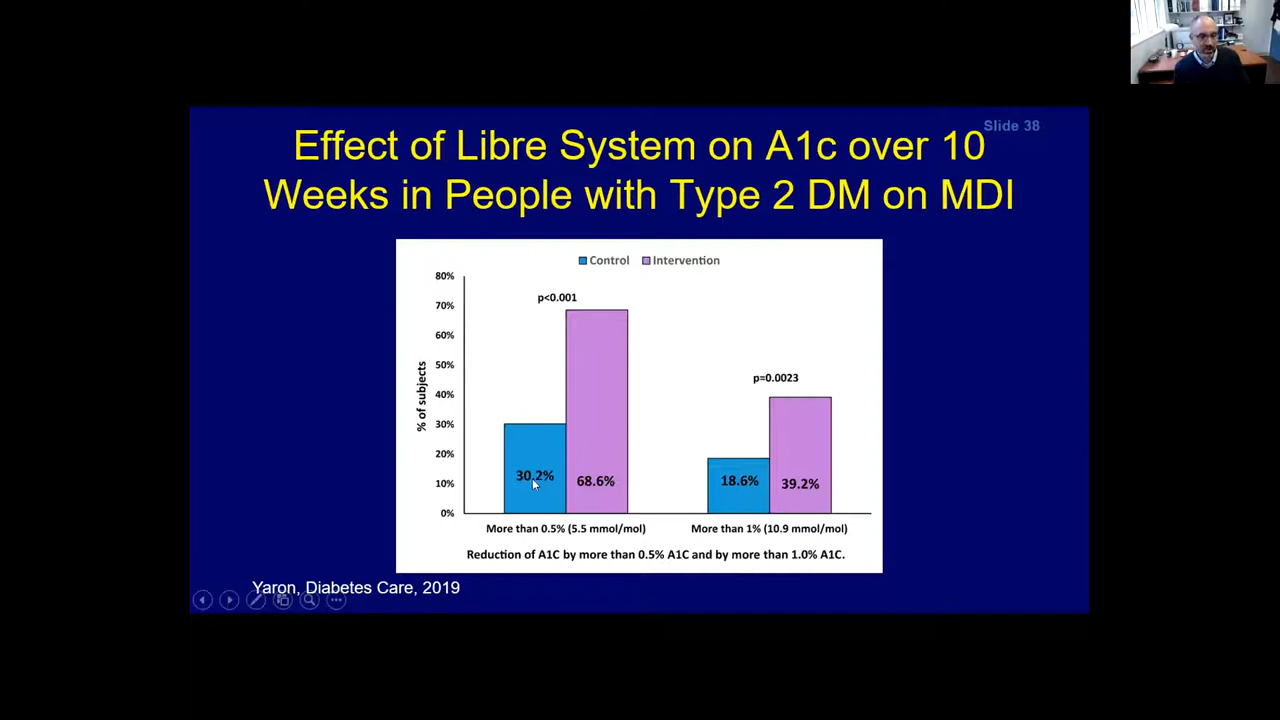 Slide 38
Effect of Libre System on A1c over 10
Weeks in People with Type 2 DM on MDI
Control Intervention
80%
70%
60%
50%
40%
30%
20%
10%
0%
% of subjects
p<0.001
p=0.0023
30.2%
68.6%
18.6%
39.2%
More than 0.5% (5.5 mmol/mol)
More than 1% (10.9 mmol/mol)
Reduction of A1C by more than 0.5% A1C and by more than 1.0% A1C.
Yaron, Diabetes Care, 2019